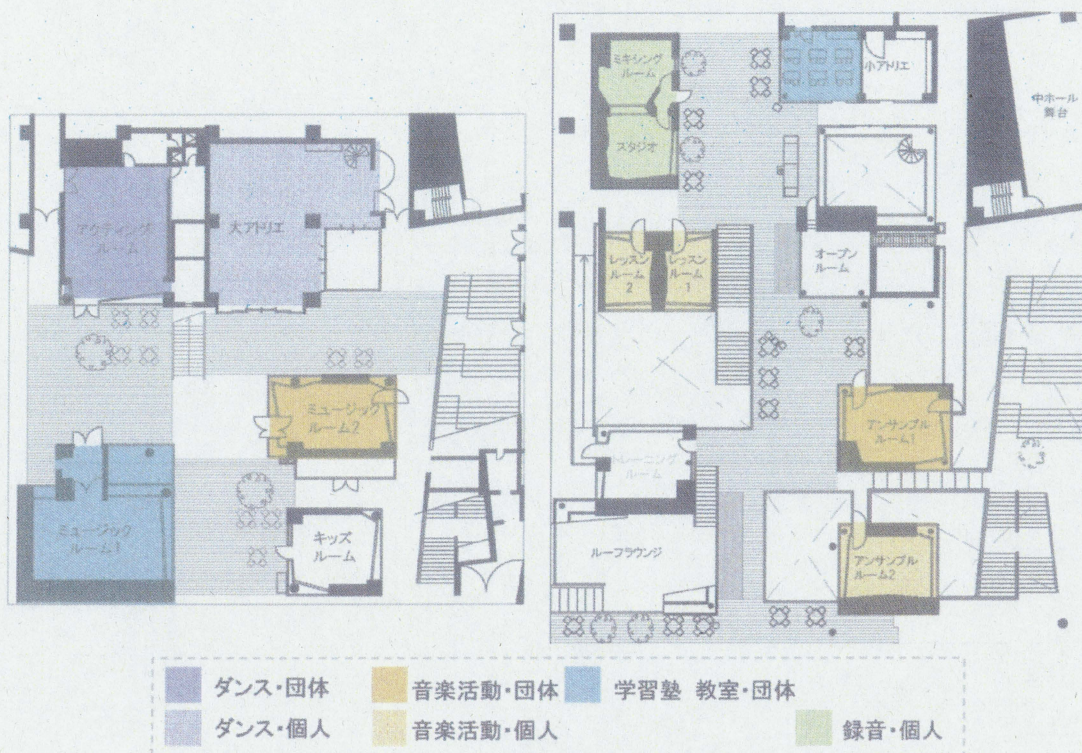 アクティング
ルーム
大アトリエ
ミュージック
ルーム2
ミュージック
ルーム1
キッズ
ルーム
ミキシング
ルーム
スタジオ
小アトリエ
中ホール
舞台
レッスン
ルーム
2
レッスン
ルーム
1
オープン
ルーム
アンサンブル
ルーム1
トレーニング
ルーム
ルーフラウンジ
アンサンブル
ルーム2
ダンス・団体
音楽活動・団体
学習塾 教室・団体
ダンス・個人
音楽活動・個人
録音・個人